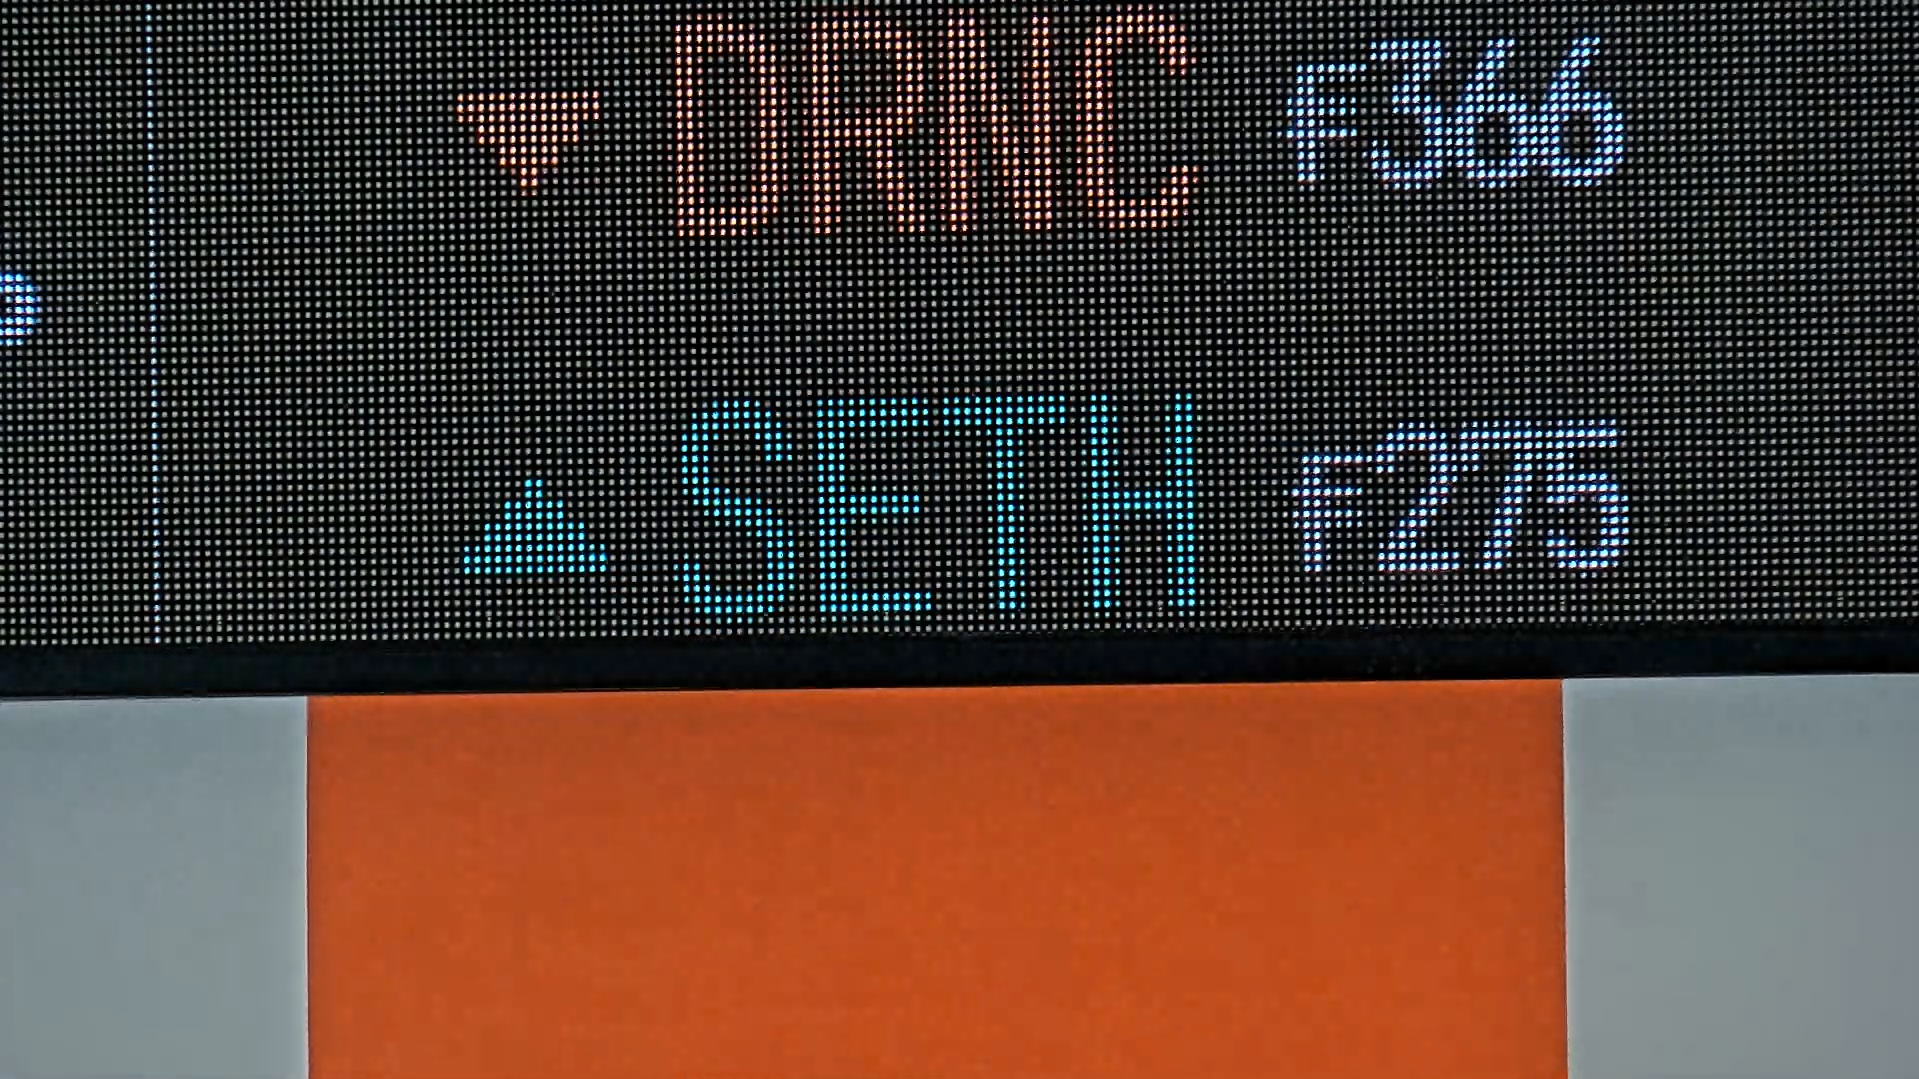 ▼ DRNC F366
▲ SETH F275